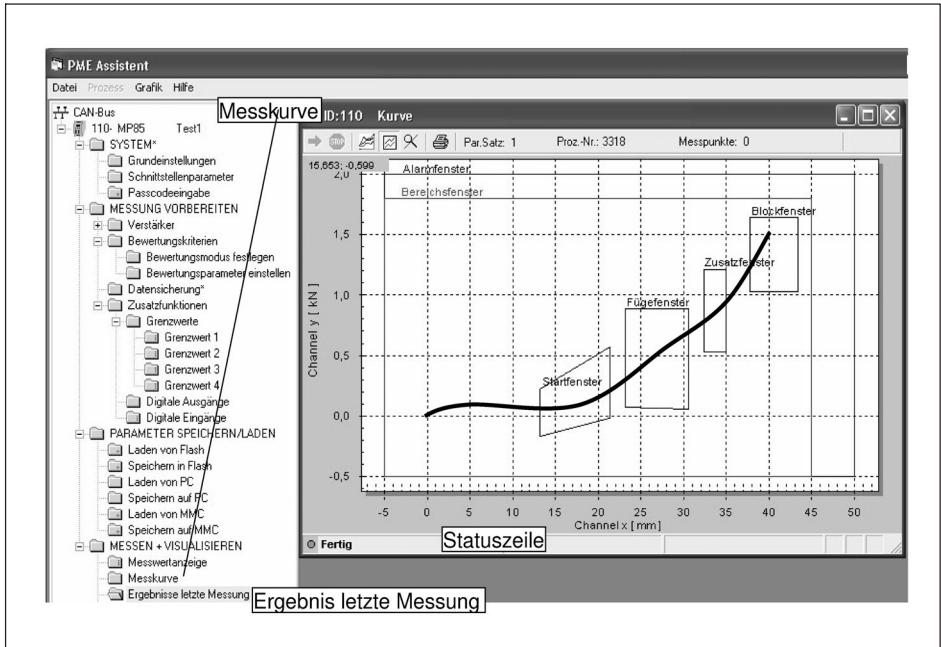 PME Assistent
Datei Prozess Grafik Hilfe
CAN-Bus
110- MP85 Test1
SYSTEM*
Grundeinstellungen
Schnittstellenparameter
Passcodeeingabe
MESSUNG VORBEREITEN
Verstärker
Bewertungskriterien
Bewertungsmodus festlegen
Bewertungsparameter einstellen
Datensicherung*
Zusatzfunktionen
Grenzwerte
Grenzwert 1
Grenzwert 2
Grenzwert 3
Grenzwert 4
Digitale Ausgänge
Digitale Eingänge
PARAMETER SPEICHERN/LADEN
Laden von Flash
Speichern in Flash
Laden von PC
Speichern auf PC
Laden von MMC
Speichern auf MMC
MESSEN + VISUALISIEREN
Messwertanzeige
Messkurve
Ergebnisse letzte Messung
Messkurve
ID:110 Kurve
STOP Par.Satz: 1 Proz.-Nr.: 3318 Messpunkte: 0
15,653; -0,599
Alarmfenster
Bereichsfenster
Blockfenster
Zusatzfenster
Fügefenster
Startfenster
Channel y [ kN ]
2,0
1,5
1,0
0,5
0,0
-0,5
-5 0 5 10 15 20 25 30 35 40 45 50
Channel x [ mm ]
Fertig
Statuszeile
Ergebnis letzte Messung